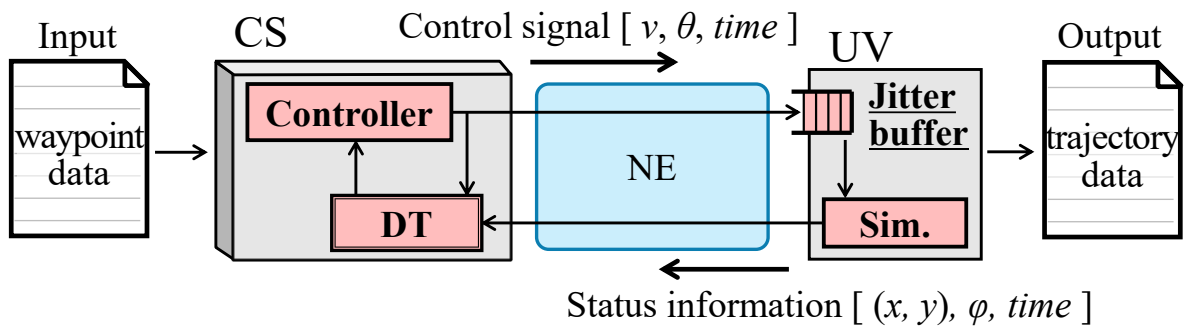 Input
waypoint
data
CS
Controller
DT
Control signal [ v, θ, time ]
NE
UV
Jitter
buffer
Sim.
Status information [ (x, y), φ, time ]
Output
trajectory
data